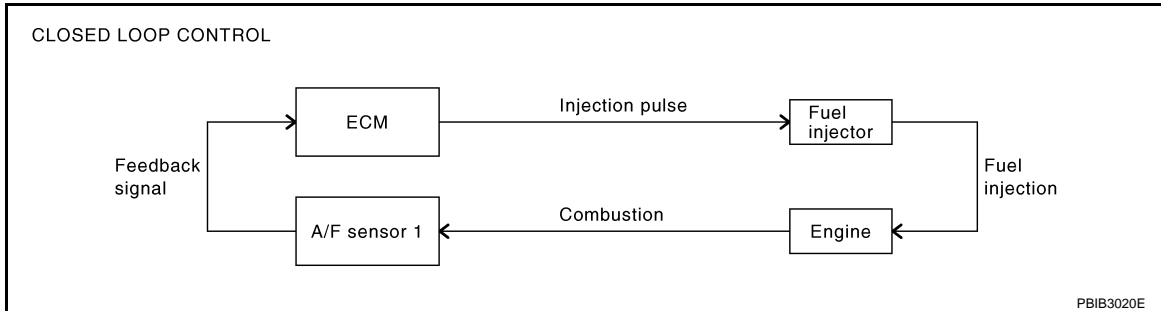 CLOSED LOOP CONTROL
ECM
Injection pulse
Fuel
injector
Feedback
signal
Fuel
injection
A/F sensor 1
Combustion
Engine
PBIB3020E